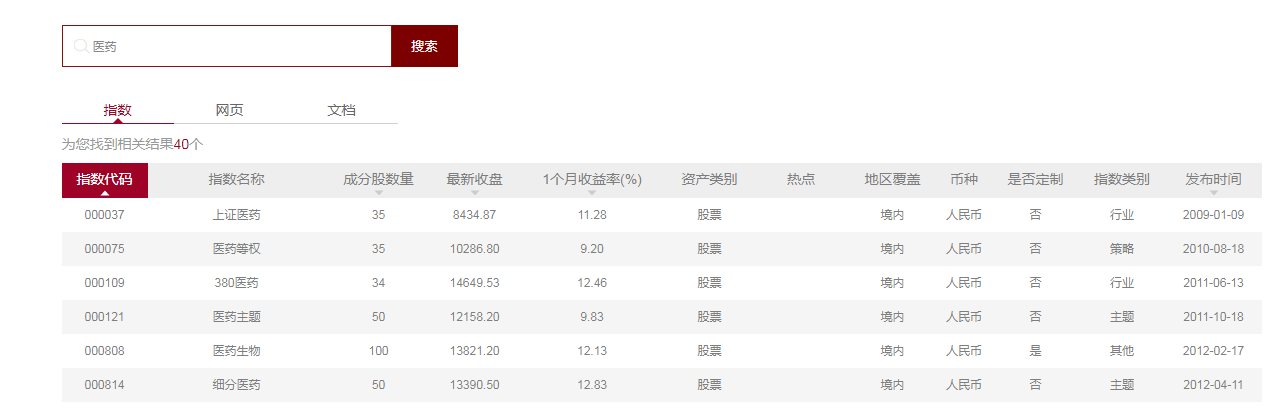 医药 搜索
指数 网页 文档
为您找到相关结果40个
指数代码 指数名称 成分股数量 最新收盘 1个月收益率(%) 资产类别 热点 地区覆盖 币种 是否定制 指数类别 发布时间
000037 上证医药 35 8434.87 11.28 股票 境内 人民币 否 行业 2009-01-09
000075 医药等权 35 10286.80 9.20 股票 境内 人民币 否 策略 2010-08-18
000109 380医药 34 14649.53 12.46 股票 境内 人民币 否 行业 2011-06-13
000121 医药主题 50 12158.20 9.83 股票 境内 人民币 否 主题 2011-10-18
000808 医药生物 100 13821.20 12.13 股票 境内 人民币 是 其他 2012-02-17
000814 细分医药 50 13390.50 12.83 股票 境内 人民币 否 主题 2012-04-11